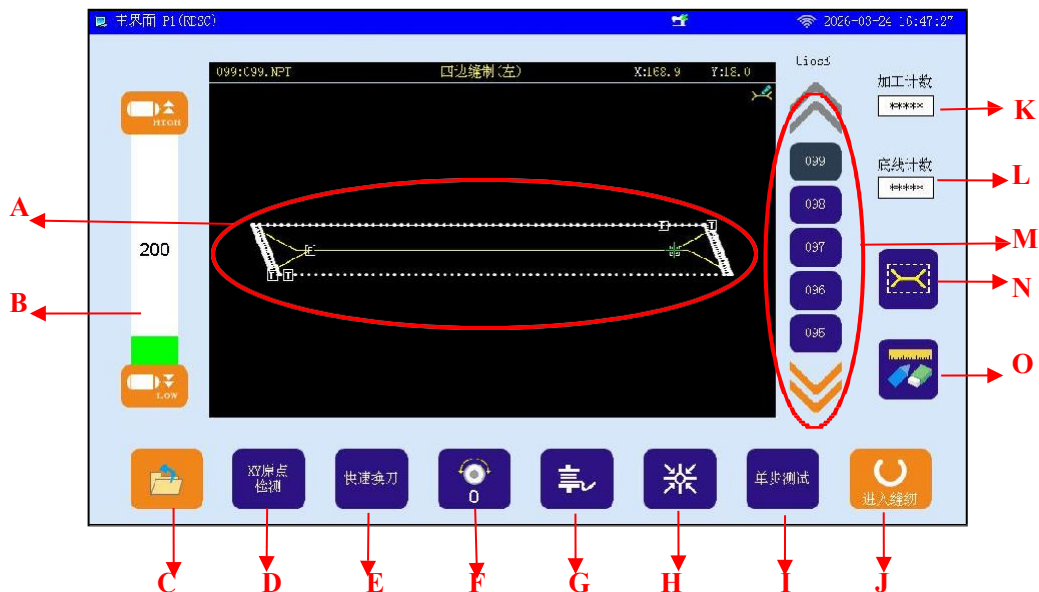 主界面 P1(RDSC) 2026-03-24 16:47:27
099:C99.NPT 四边缝制(左) X:168.9 Y:18.0
加工计数
*****
K
HIGH
099
底线计数
*****
L
A
098
T
T
200
F
097
M
T T
B
096
N
095
O
LOW
XY原点
检测
快速换刀
0
单步测试
进入缝纫
C D E F G H I J